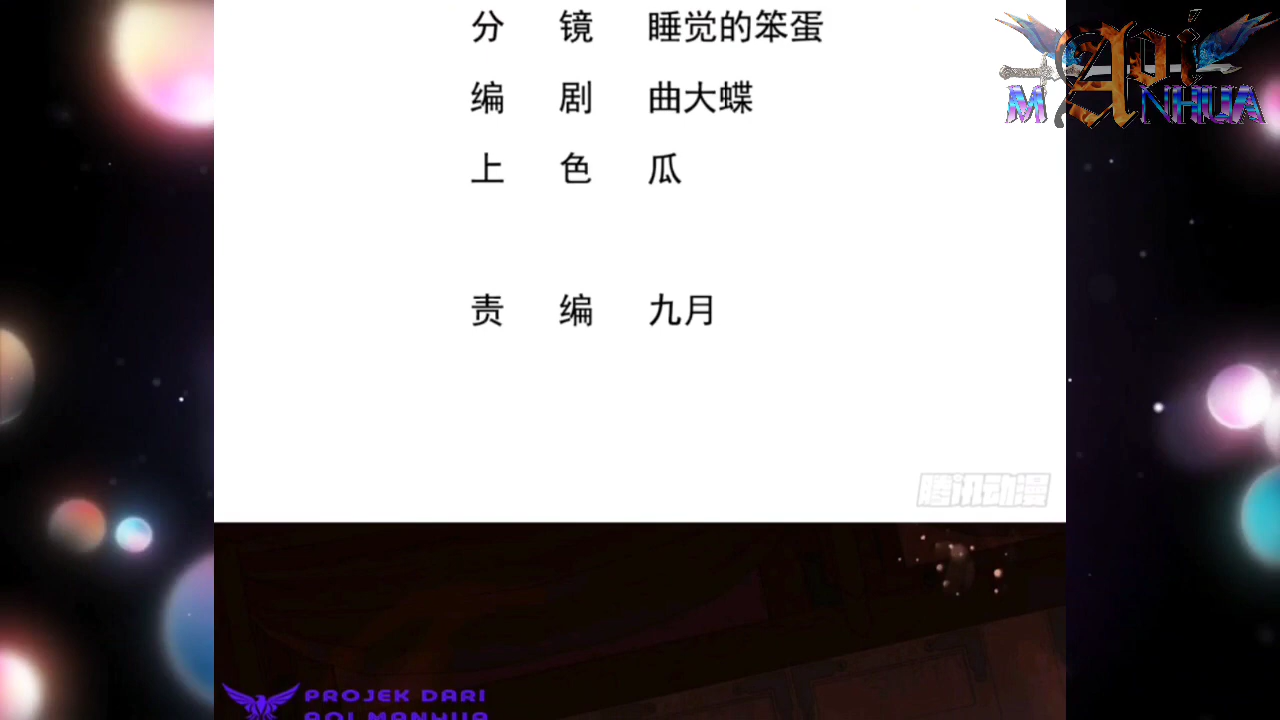 分 镜 睡觉的笨蛋
编 剧 曲大蝶
上 色 瓜
责 编 九月
Aoi
MANHUA
腾讯动漫
PROJEK DARI
AOI MANHUA